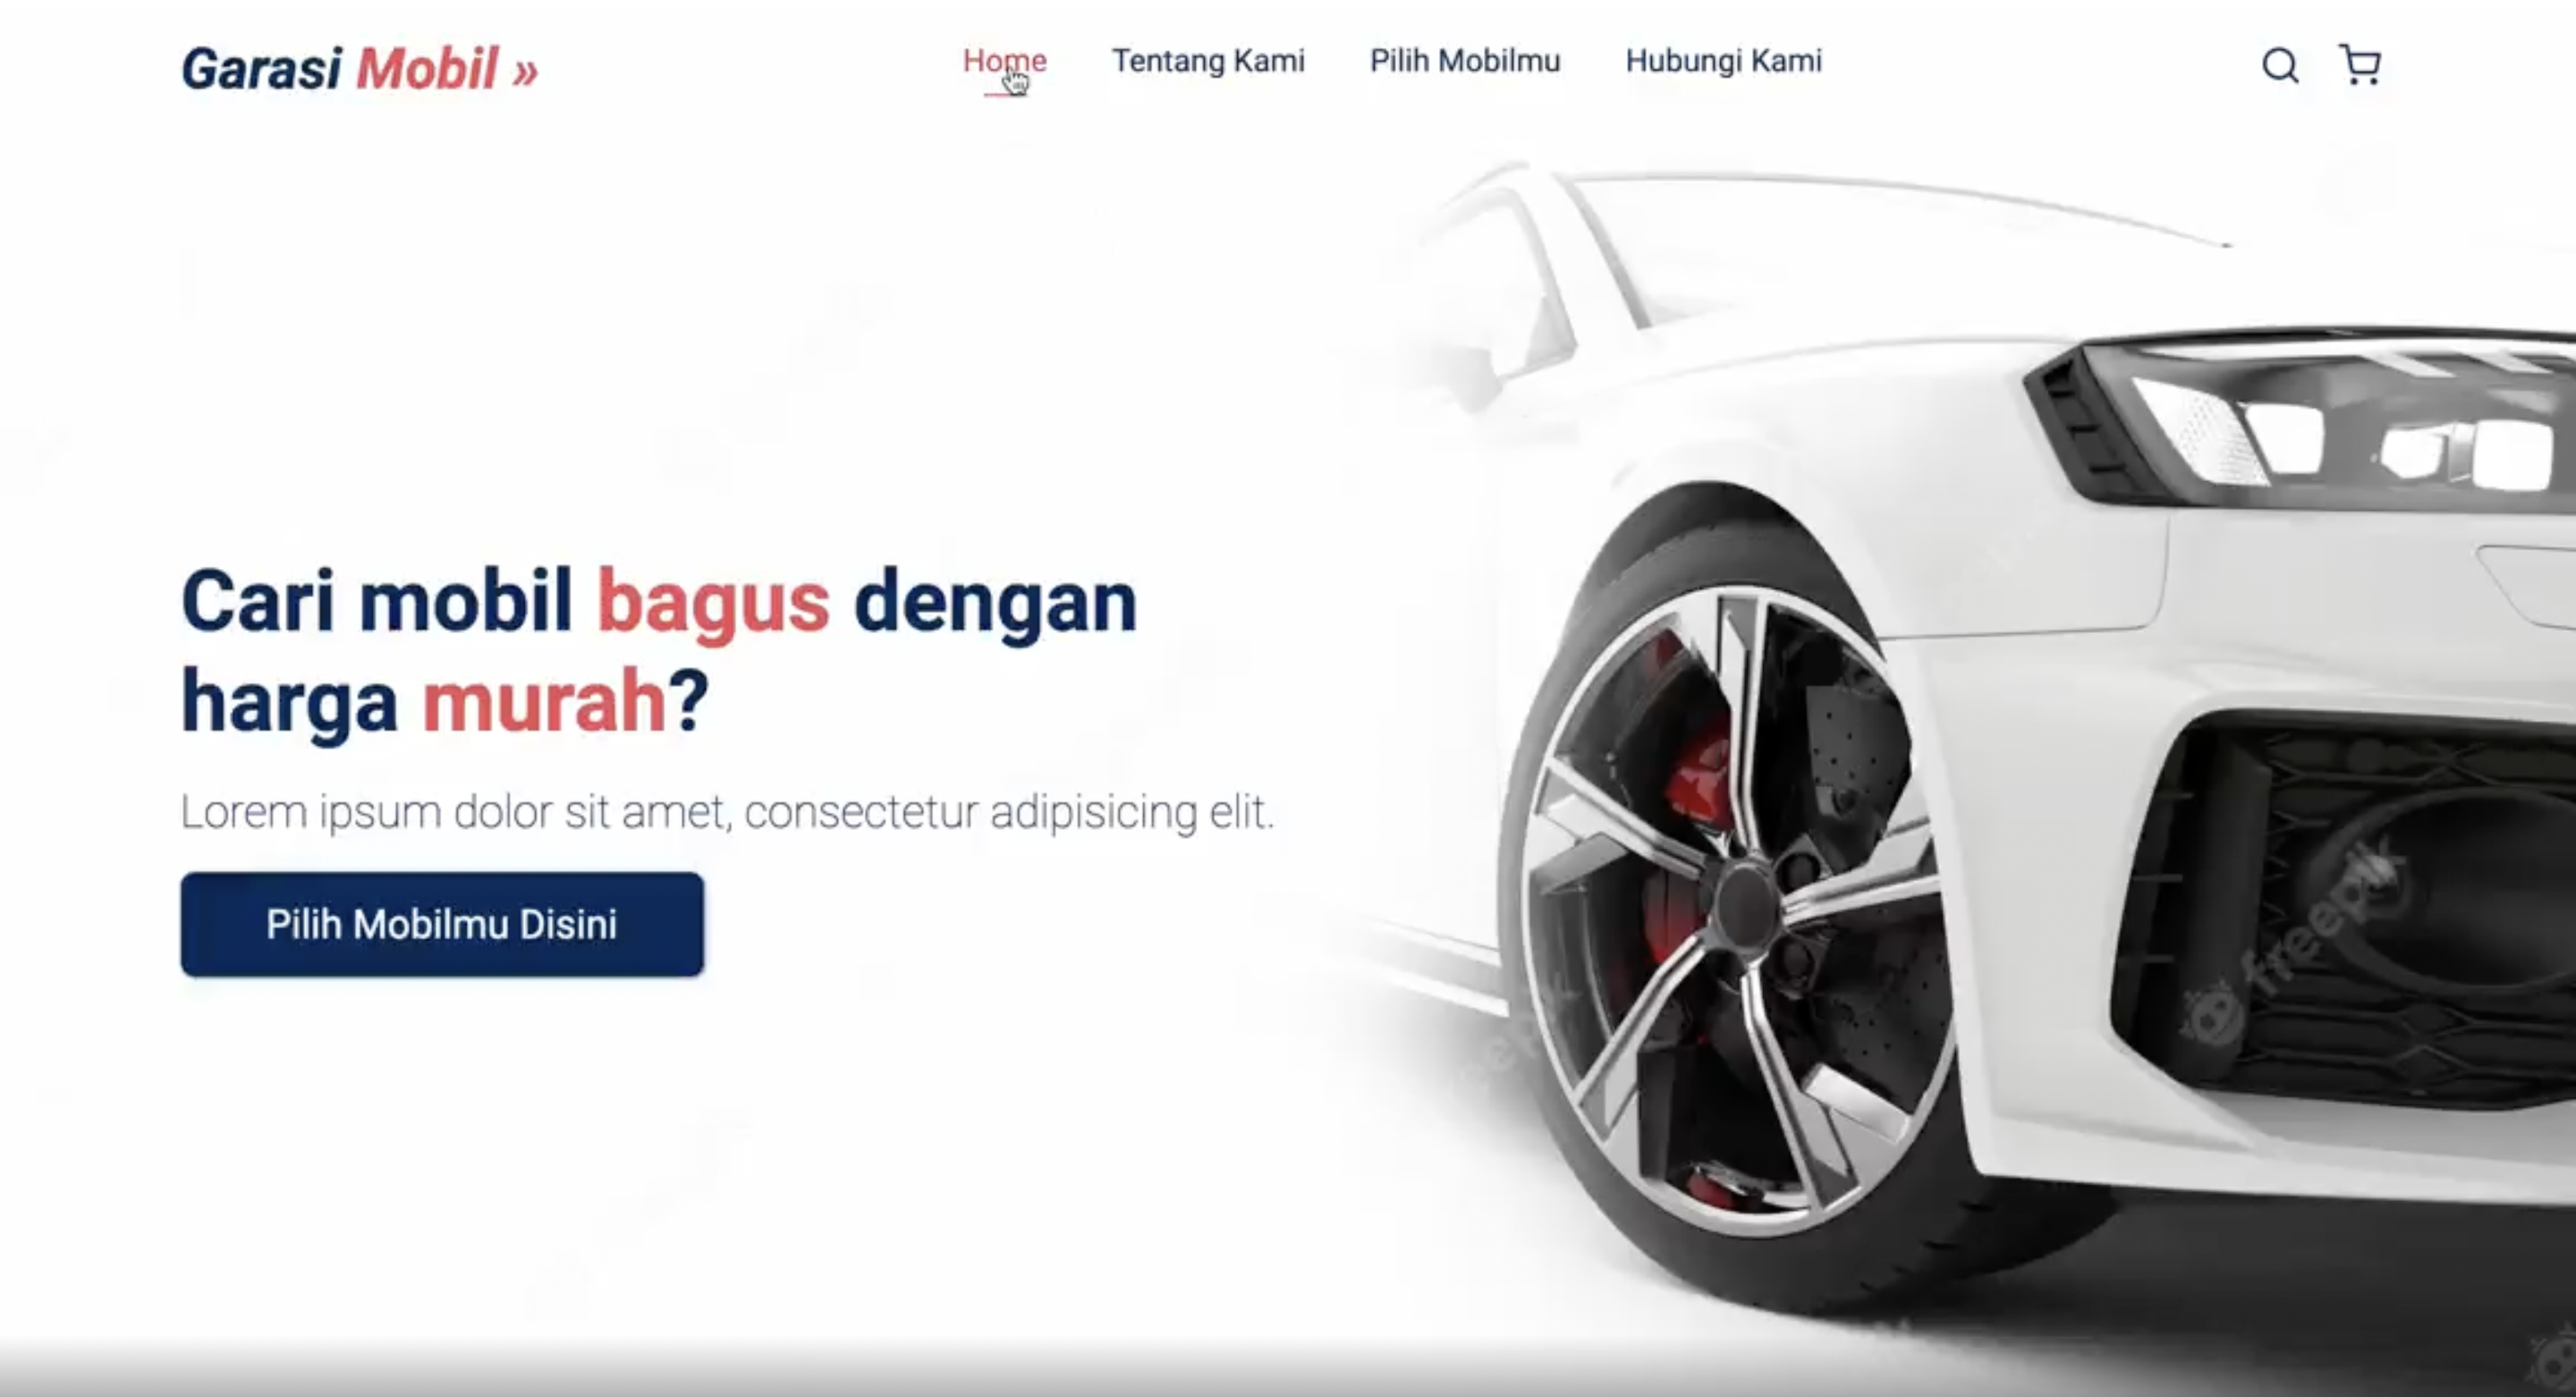 Garasi Mobil »
Home
Tentang Kami
Pilih Mobilmu
Hubungi Kami
Cari mobil bagus dengan
harga murah?
Lorem ipsum dolor sit amet, consectetur adipisicing elit.
Pilih Mobilmu Disini
freepik